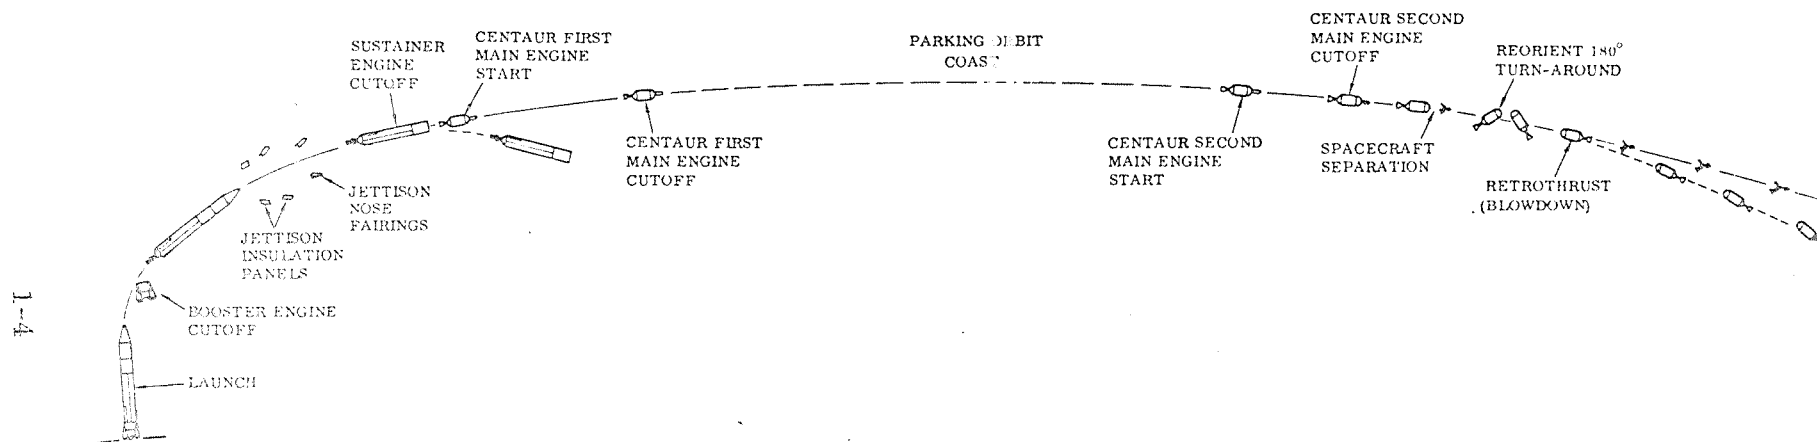 SUSTAINER
ENGINE
CUTOFF
CENTAUR FIRST
MAIN ENGINE
START
PARKING ORBIT
COAST
CENTAUR SECOND
MAIN ENGINE
CUTOFF
REORIENT 180°
TURN-AROUND
CENTAUR FIRST
MAIN ENGINE
CUTOFF
CENTAUR SECOND
MAIN ENGINE
START
SPACECRAFT
SEPARATION
RETROTHRUST
(BLOWDOWN)
JETTISON
NOSE
FAIRINGS
JETTISON
INSULATION
PANELS
BOOSTER ENGINE
CUTOFF
LAUNCH
1-4